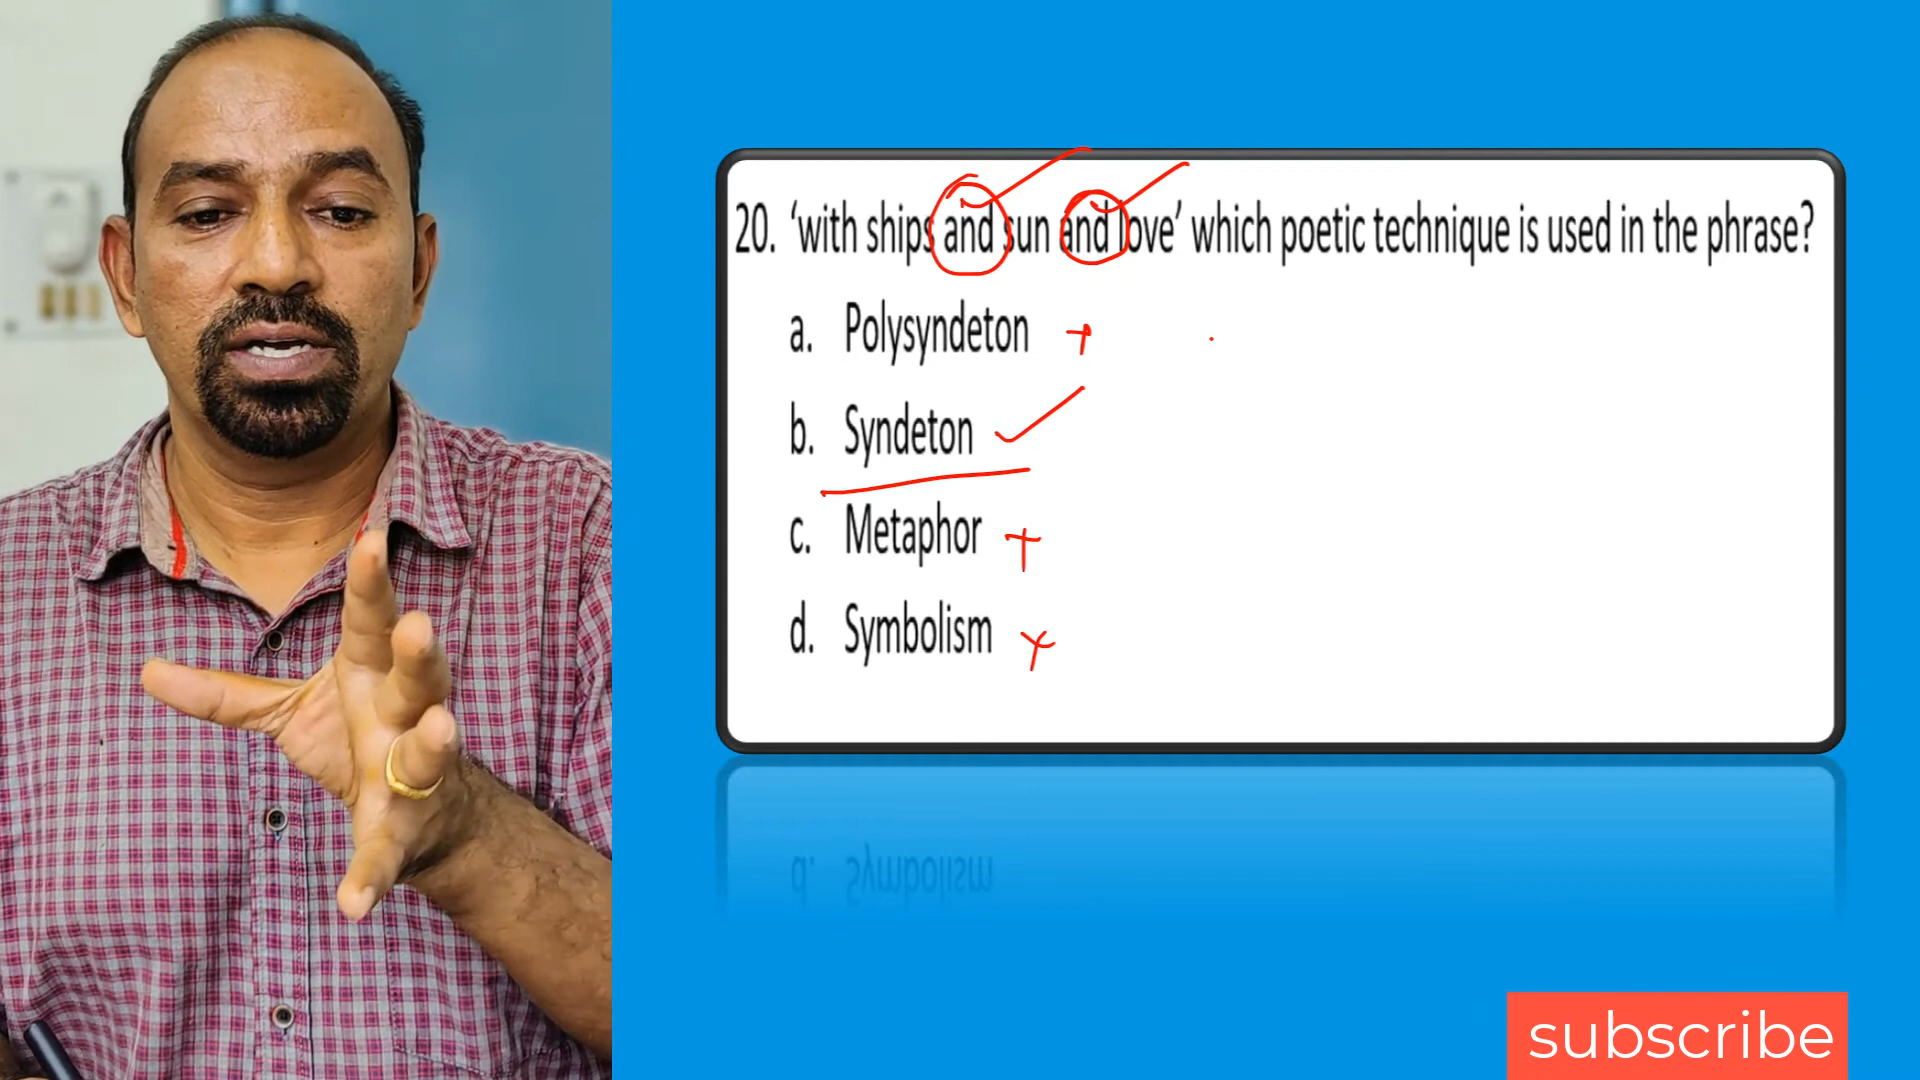 20. ‘with ships and sun and love’ which poetic technique is used in the phrase?
a. Polysyndeton
b. Syndeton
c. Metaphor
d. Symbolism
d. Symbolism
subscribe